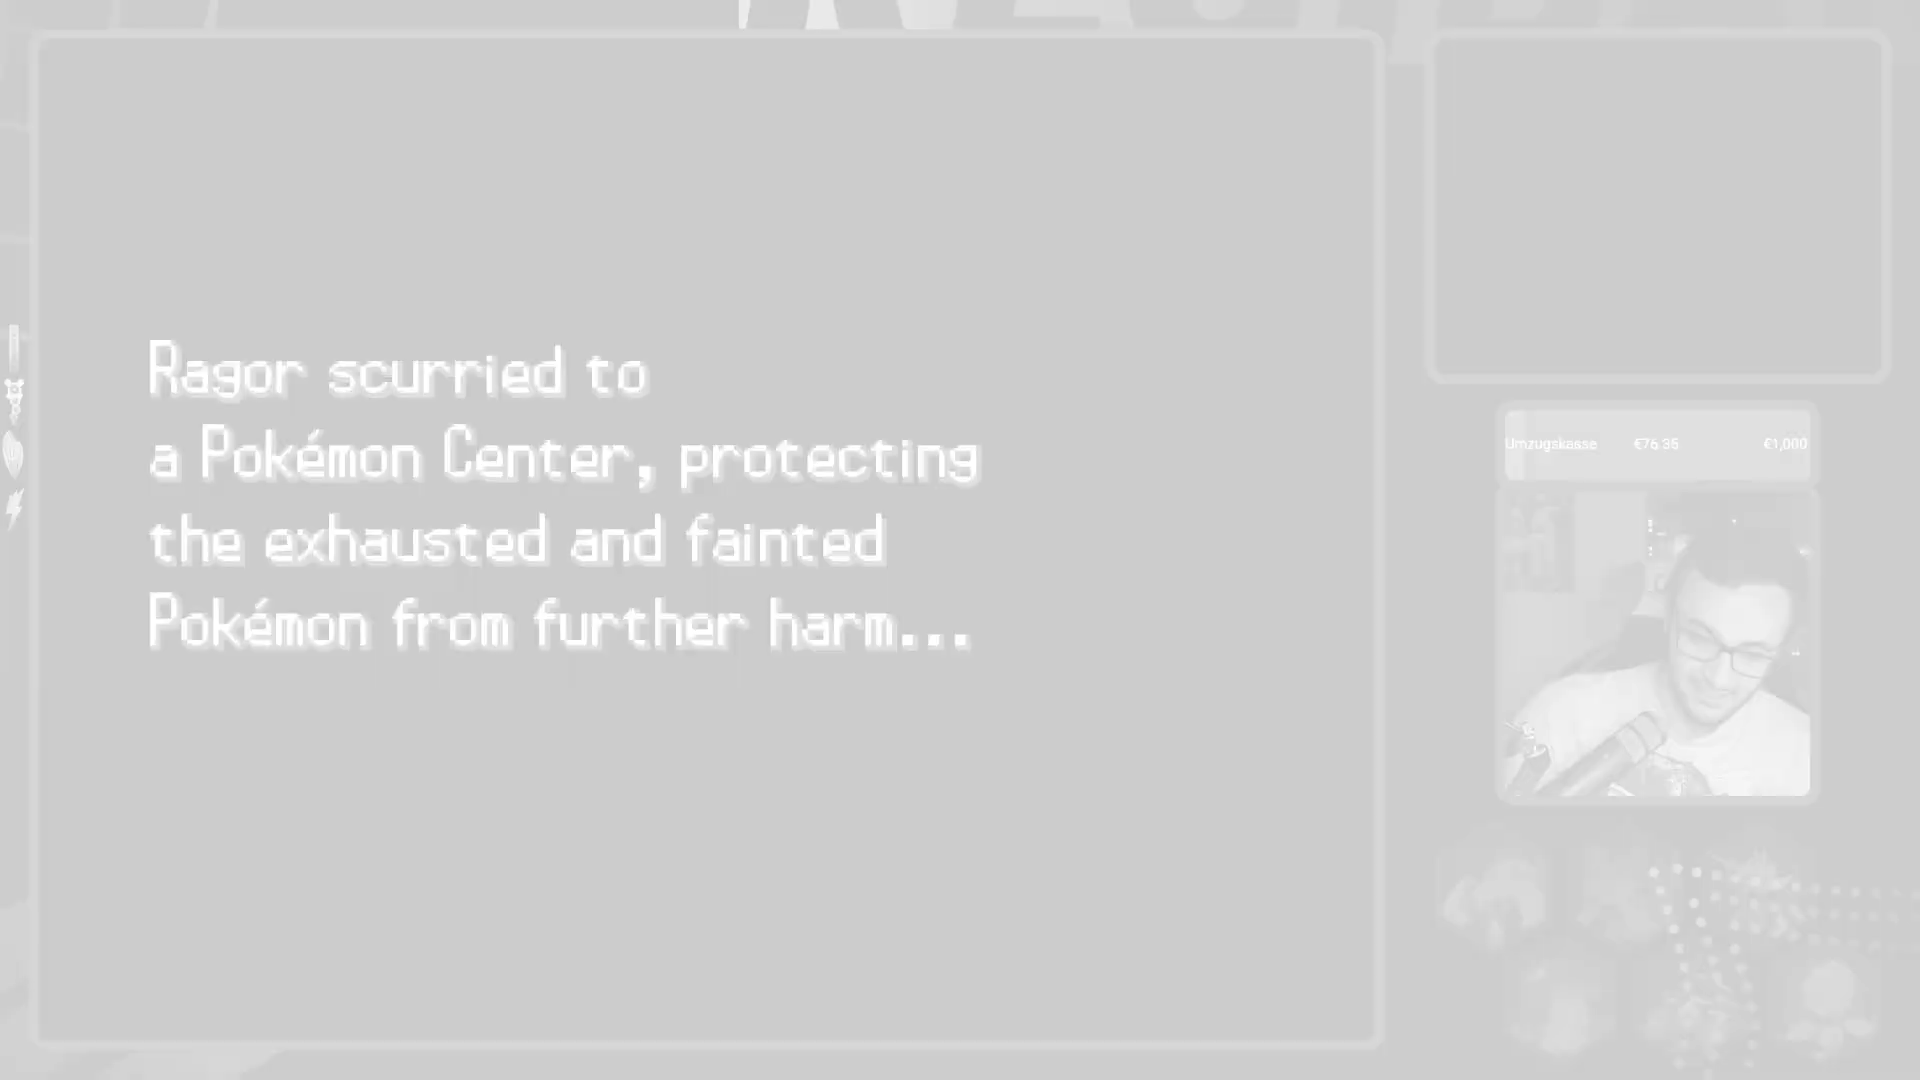 Ragor scurried to
a Pokémon Center, protecting
the exhausted and fainted
Pokémon from further harm...
Umzugskasse €76.35 €1,000